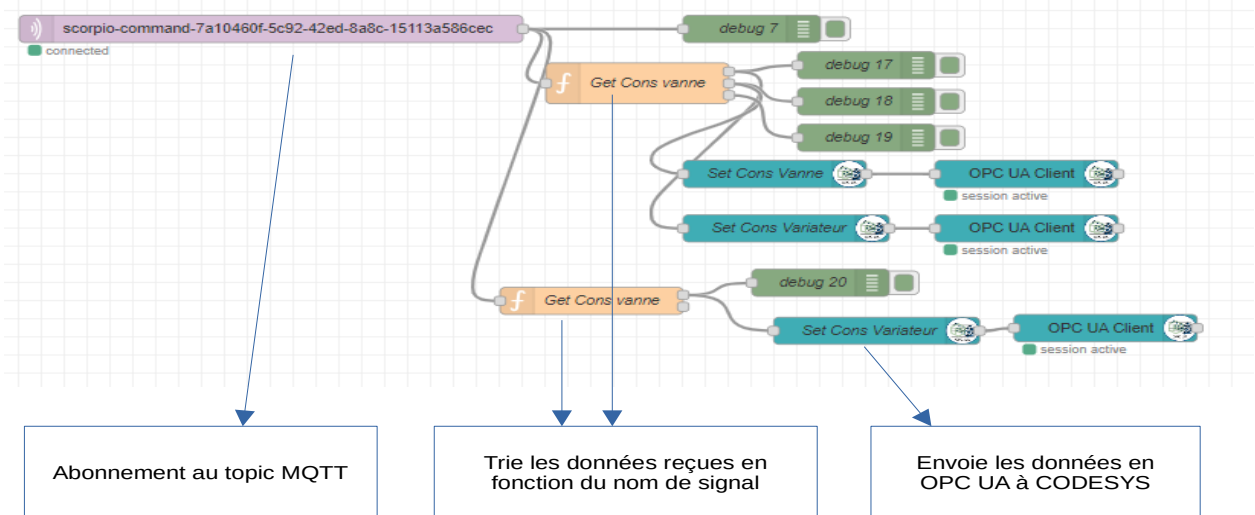 scorpio-command-7a10460f-5c92-42ed-8a8c-15113a586cec
connected
debug 7
Get Cons vanne
debug 17
debug 18
debug 19
Set Cons Vanne
OPC UA Client
session active
Set Cons Variateur
OPC UA Client
session active
Get Cons vanne
debug 20
Set Cons Variateur
OPC UA Client
session active
Abonnement au topic MQTT
Trie les données reçues en
fonction du nom de signal
Envoie les données en
OPC UA à CODESYS